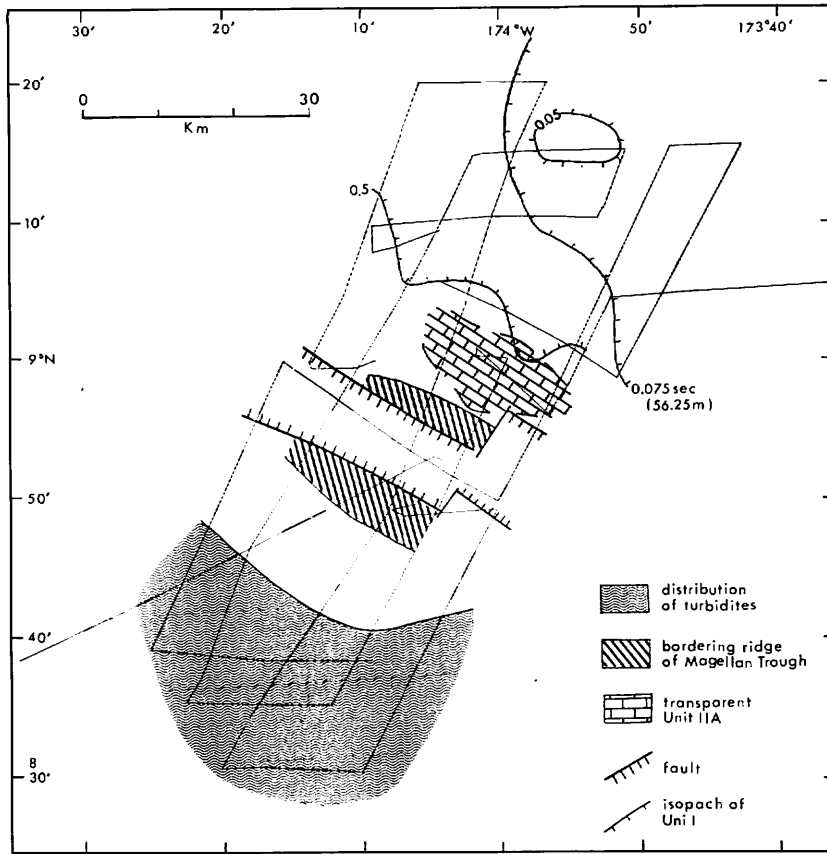 30' 20' 10' 174°W 50' 173°40'
20'
0 30
Km
0.05
0.5
10'
9°N
0.075 sec
(56.25m)
50'
distribution
of turbidites
40'
bordering ridge
of Magellan Trough
transparent
Unit IIA
8
30'
fault
isopach of
Uni I